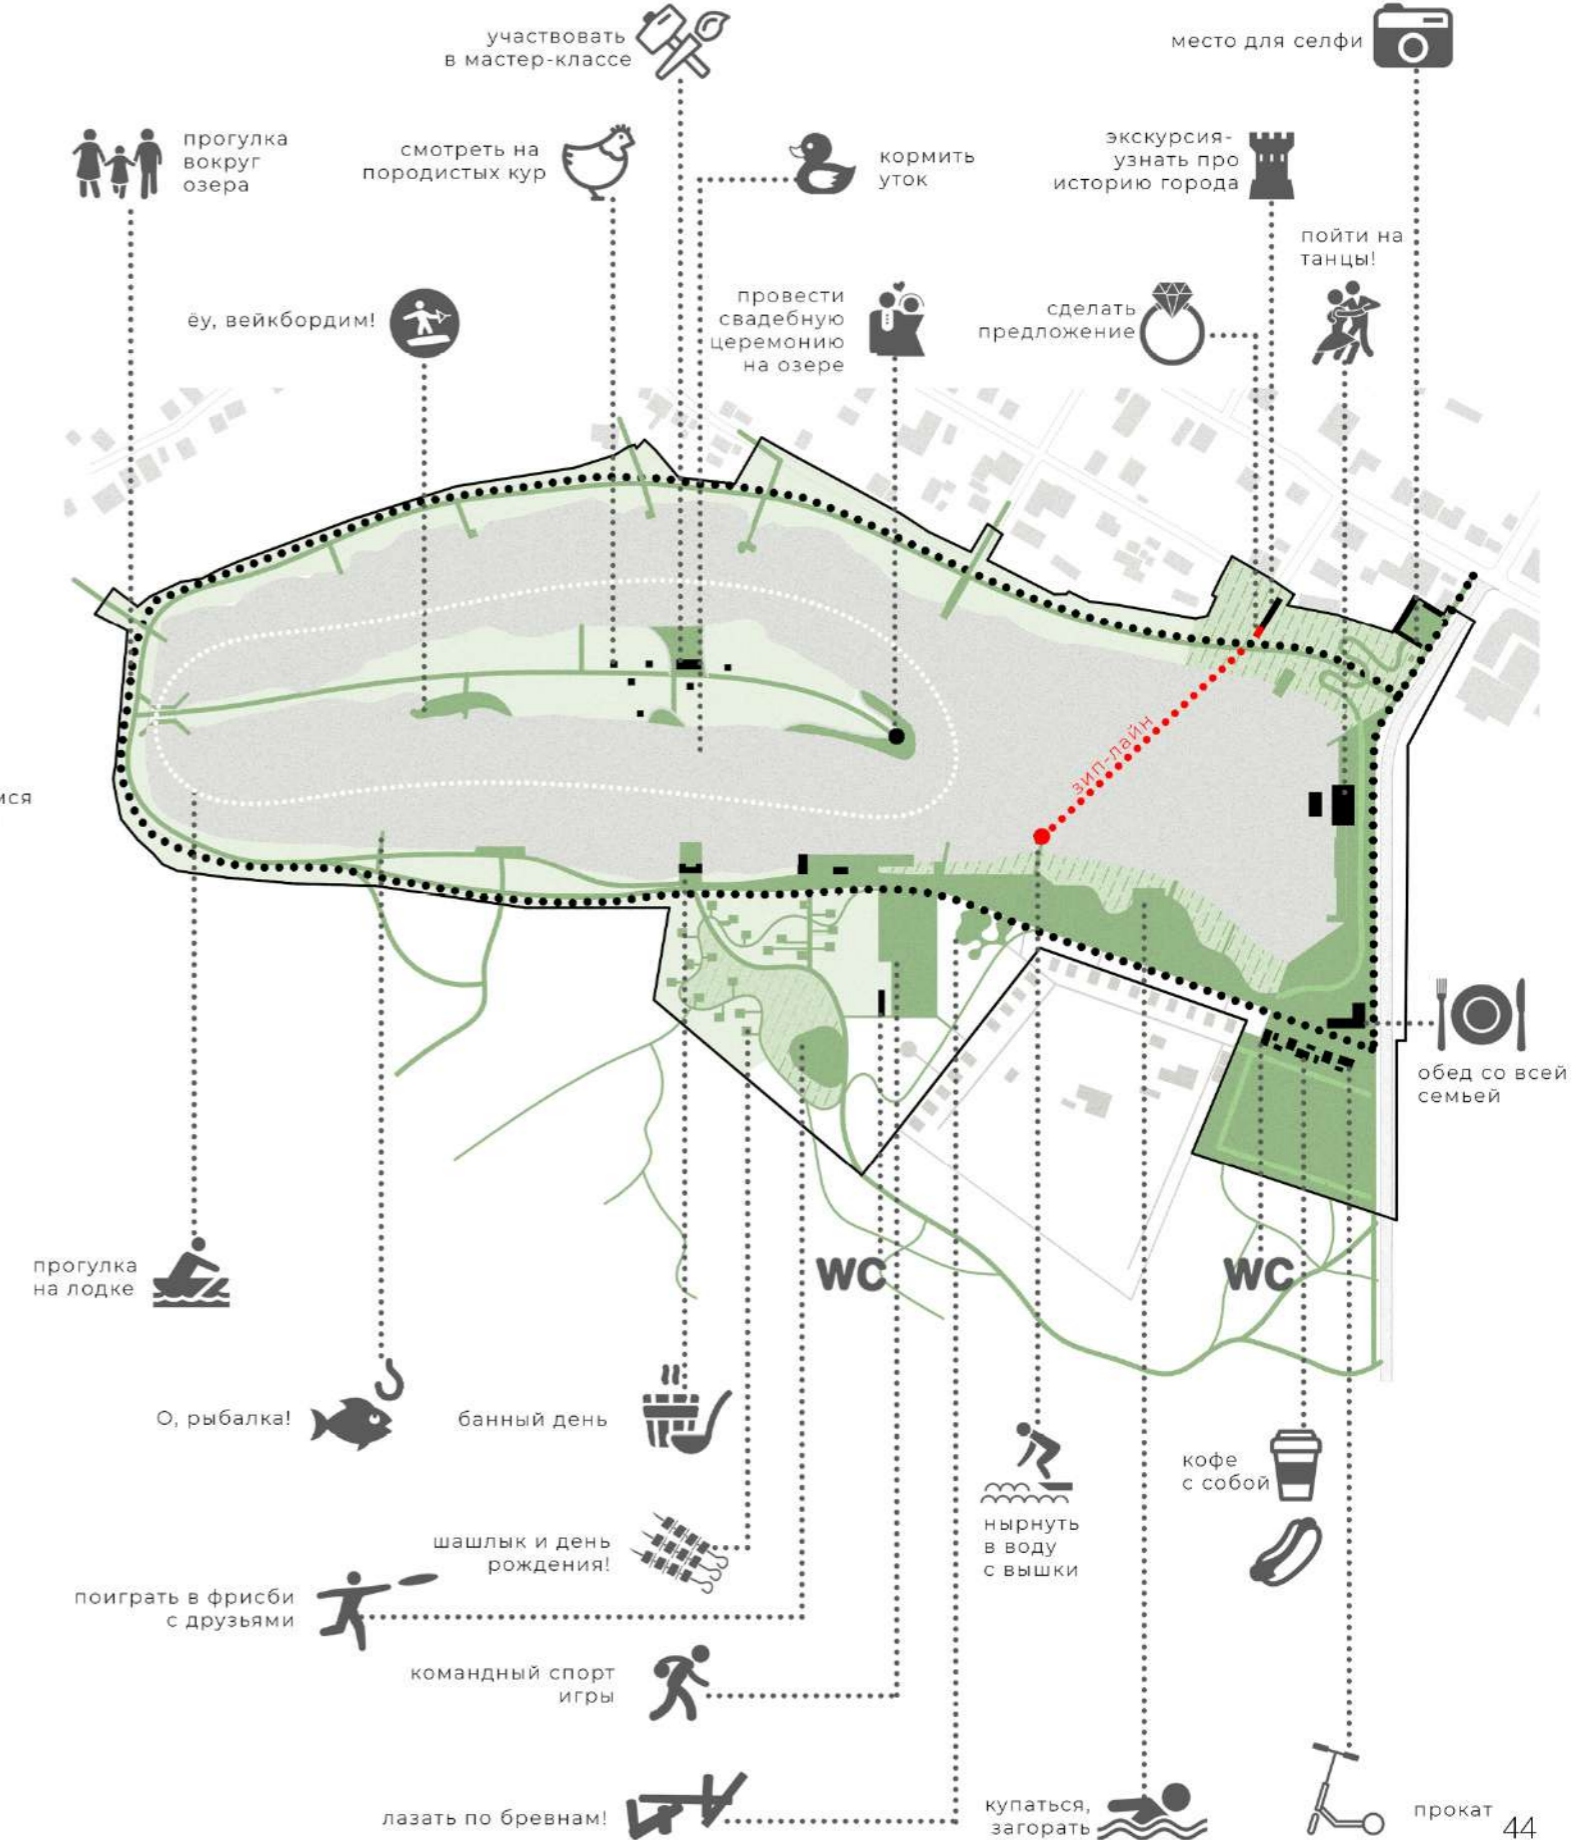 участвовать
в мастер-классе
место для селфи
прогулка
вокруг
озера
смотреть на
породистых кур
кормить
уток
экскурсия-
узнать про
историю города
пойти на
танцы!
ёу, вейкбордим!
провести
свадебную
церемонию
на озере
сделать
предложение
зип-лайн
мся
обед со всей
семьей
прогулка
на лодке
WC
WC
О, рыбалка!
банный день
кофе
с собой
нырнуть
в воду
с вышки
шашлык и день
рождения!
поиграть в фрисби
с друзьями
командный спорт
игры
лазать по бревнам!
купаться,
загорать
прокат
44